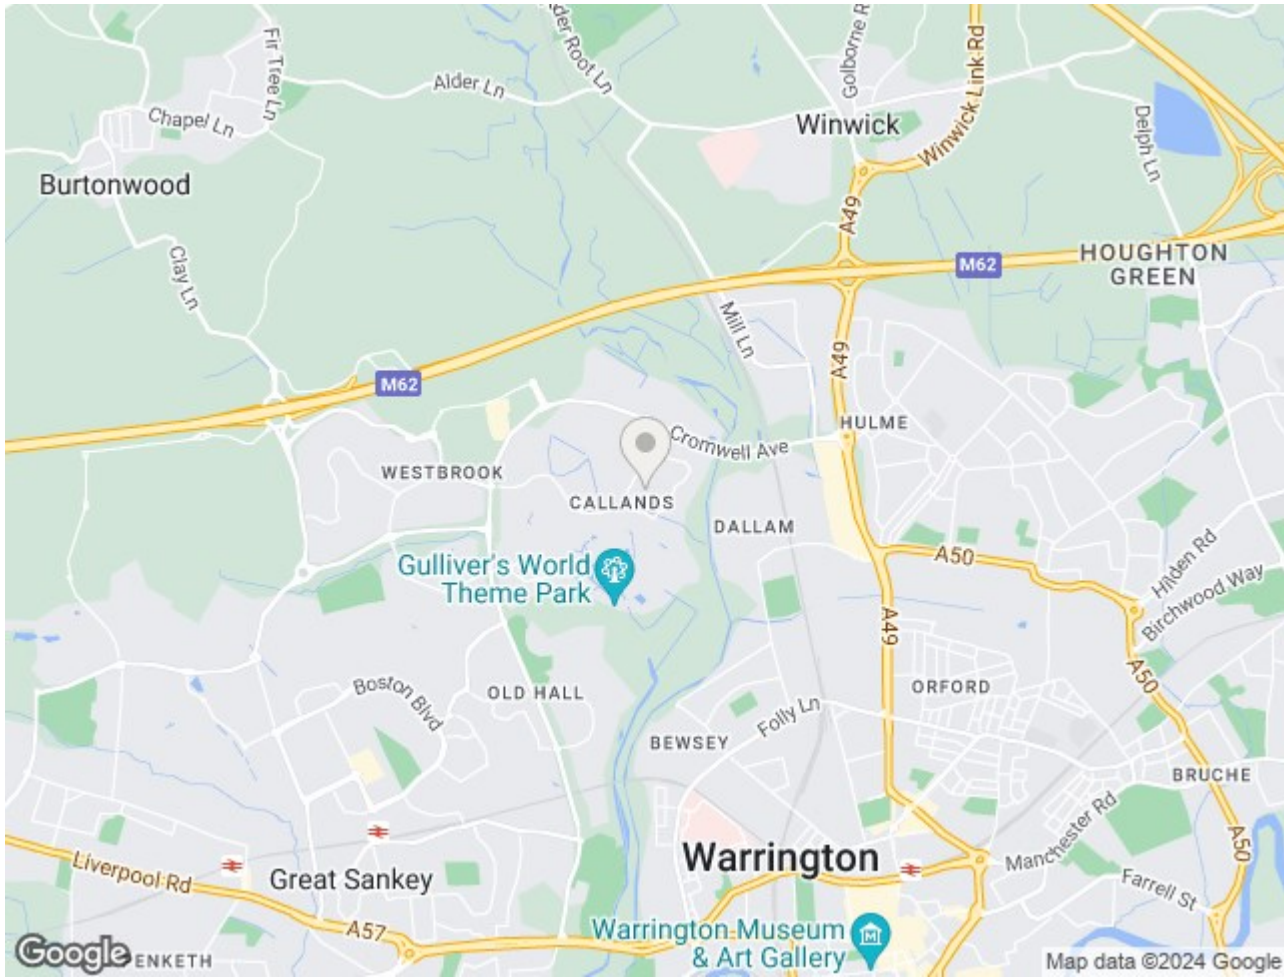 Fir Tree Ln
Alder Ln
der Root Ln
Golborne R
Winwick Link Rd
Chapel Ln
Winwick
Delph Ln
Burtonwood
A49
M62
HOUGHTON
GREEN
Clay Ln
Mill Ln
A49
M62
HULME
Cromwell Ave
WESTBROOK
CALLANDS
DALLAM
A50
Hilden Rd
Gulliver's World
Theme Park
Birchwood Way
A49
A50
ORFORD
Boston Blvd
OLD HALL
Folly Ln
BEWSEY
BRUCHE
Manchester Rd
A50
Warrington
Liverpool Rd
Great Sankey
Farrell St
A57
Warrington Museum
& Art Gallery
Google
ENKETH
Map data ©2024 Google